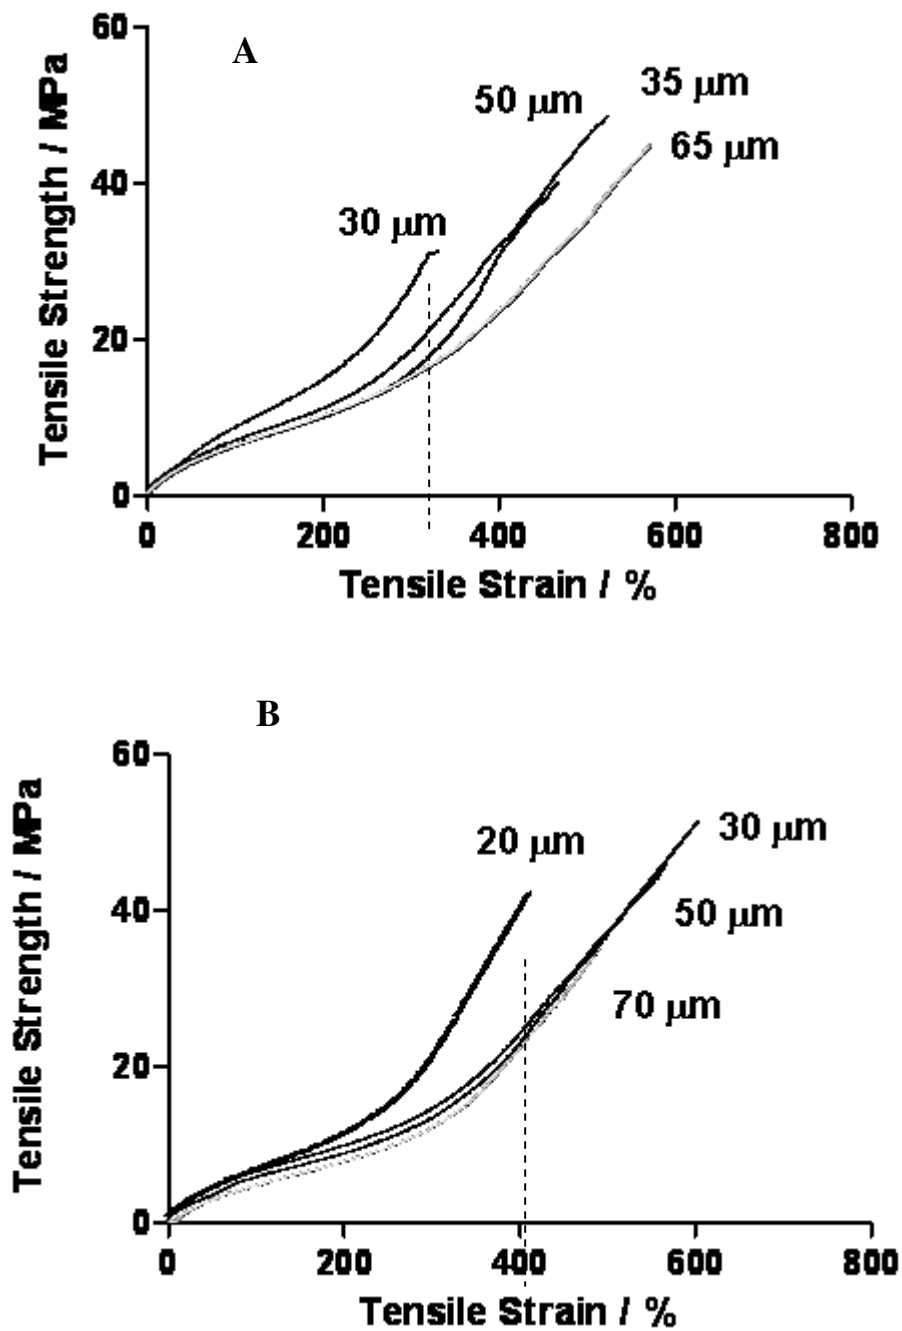 A
60
40
20
0
Tensile Strength / MPa
50 μm
35 μm
65 μm
30 μm
0
200
400
600
800
Tensile Strain / %
B
60
40
20
0
Tensile Strength / MPa
20 μm
30 μm
50 μm
70 μm
0
200
400
600
800
Tensile Strain / %